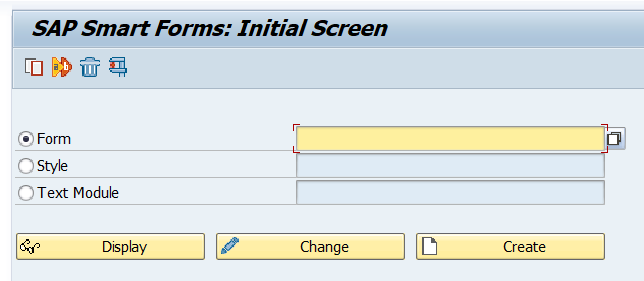 SAP Smart Forms: Initial Screen
Form
Style
Text Module
Display Change Create